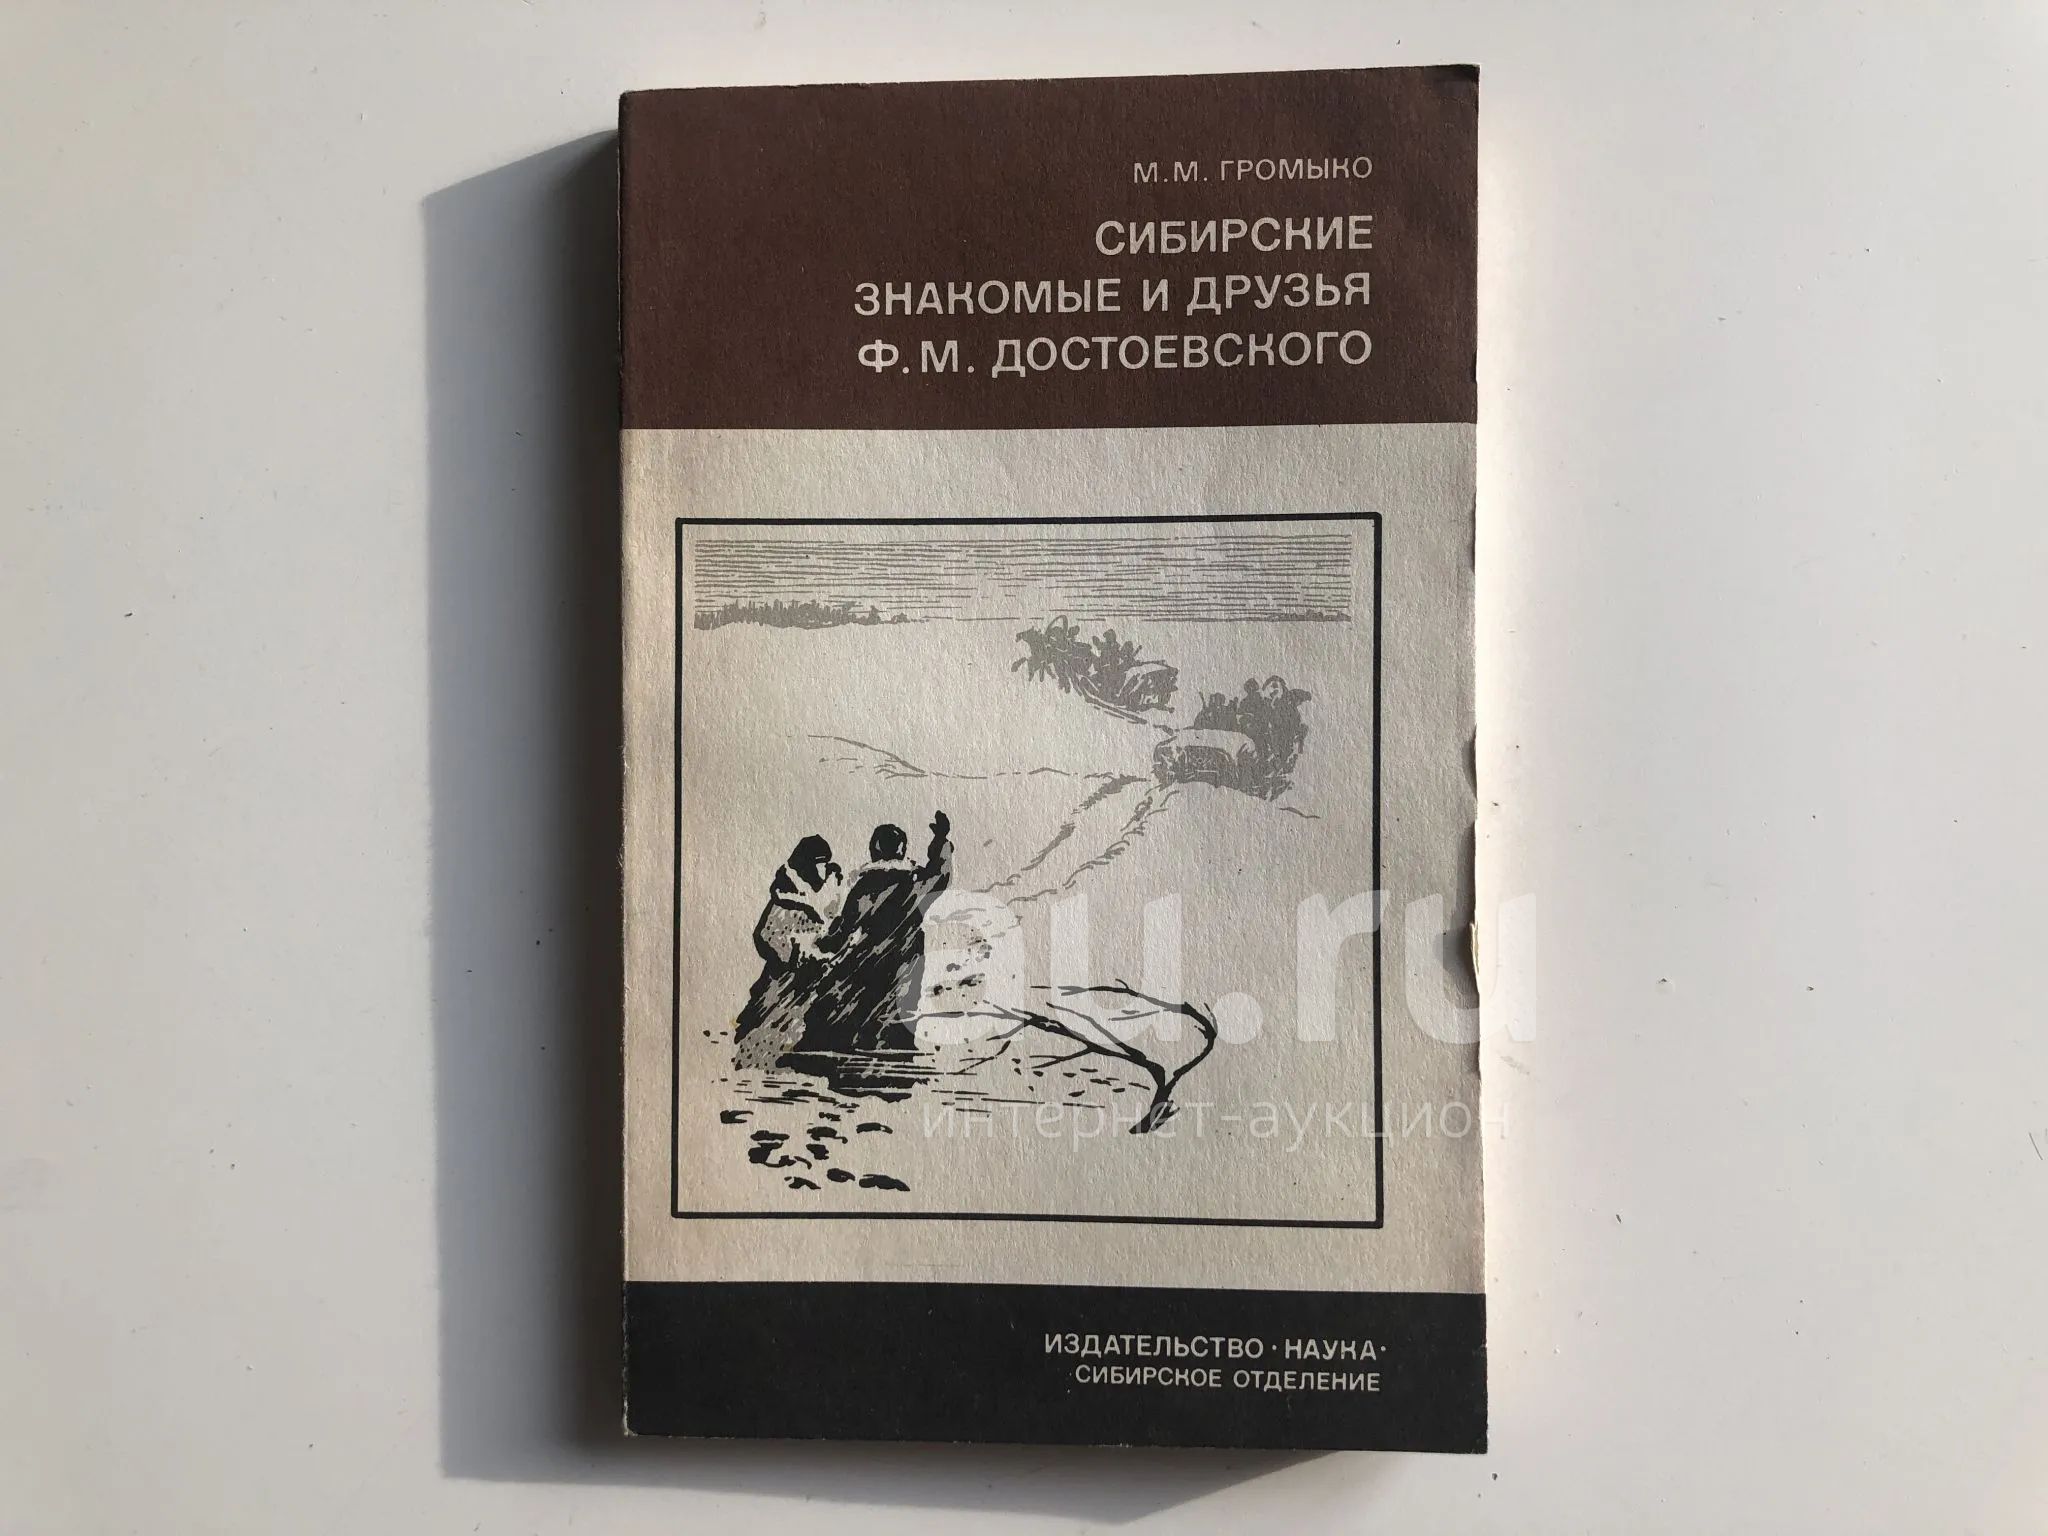 М.М. ГРОМЫКО
СИБИРСКИЕ
ЗНАКОМЫЕ И ДРУЗЬЯ
Ф.М. ДОСТОЕВСКОГО
au.ru
интернет-аукцион
ИЗДАТЕЛЬСТВО · НАУКА ·
СИБИРСКОЕ ОТДЕЛЕНИЕ